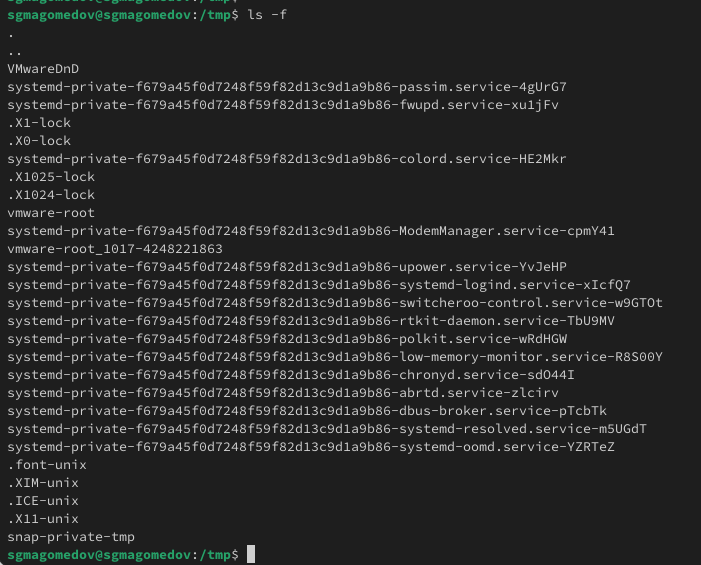 sgmagomedov@sgmagomedov:/tmp$ ls -f
.
..
VMwareDnD
systemd-private-f679a45f0d7248f59f82d13c9d1a9b86-passim.service-4gUrG7
systemd-private-f679a45f0d7248f59f82d13c9d1a9b86-fwupd.service-xu1jFv
.X1-lock
.X0-lock
systemd-private-f679a45f0d7248f59f82d13c9d1a9b86-colord.service-HE2Mkr
.X1025-lock
.X1024-lock
vmware-root
systemd-private-f679a45f0d7248f59f82d13c9d1a9b86-ModemManager.service-cpmY41
vmware-root_1017-4248221863
systemd-private-f679a45f0d7248f59f82d13c9d1a9b86-upower.service-YvJeHP
systemd-private-f679a45f0d7248f59f82d13c9d1a9b86-systemd-logind.service-xIcfQ7
systemd-private-f679a45f0d7248f59f82d13c9d1a9b86-switcheroo-control.service-w9GTOt
systemd-private-f679a45f0d7248f59f82d13c9d1a9b86-rtkit-daemon.service-TbU9MV
systemd-private-f679a45f0d7248f59f82d13c9d1a9b86-polkit.service-wRdHGW
systemd-private-f679a45f0d7248f59f82d13c9d1a9b86-low-memory-monitor.service-R8S00Y
systemd-private-f679a45f0d7248f59f82d13c9d1a9b86-chronyd.service-sdO44I
systemd-private-f679a45f0d7248f59f82d13c9d1a9b86-abrtd.service-zlcirv
systemd-private-f679a45f0d7248f59f82d13c9d1a9b86-dbus-broker.service-pTcbTk
systemd-private-f679a45f0d7248f59f82d13c9d1a9b86-systemd-resolved.service-m5UGdT
systemd-private-f679a45f0d7248f59f82d13c9d1a9b86-systemd-oomd.service-YZRTeZ
.font-unix
.XIM-unix
.ICE-unix
.X11-unix
snap-private-tmp
sgmagomedov@sgmagomedov:/tmp$